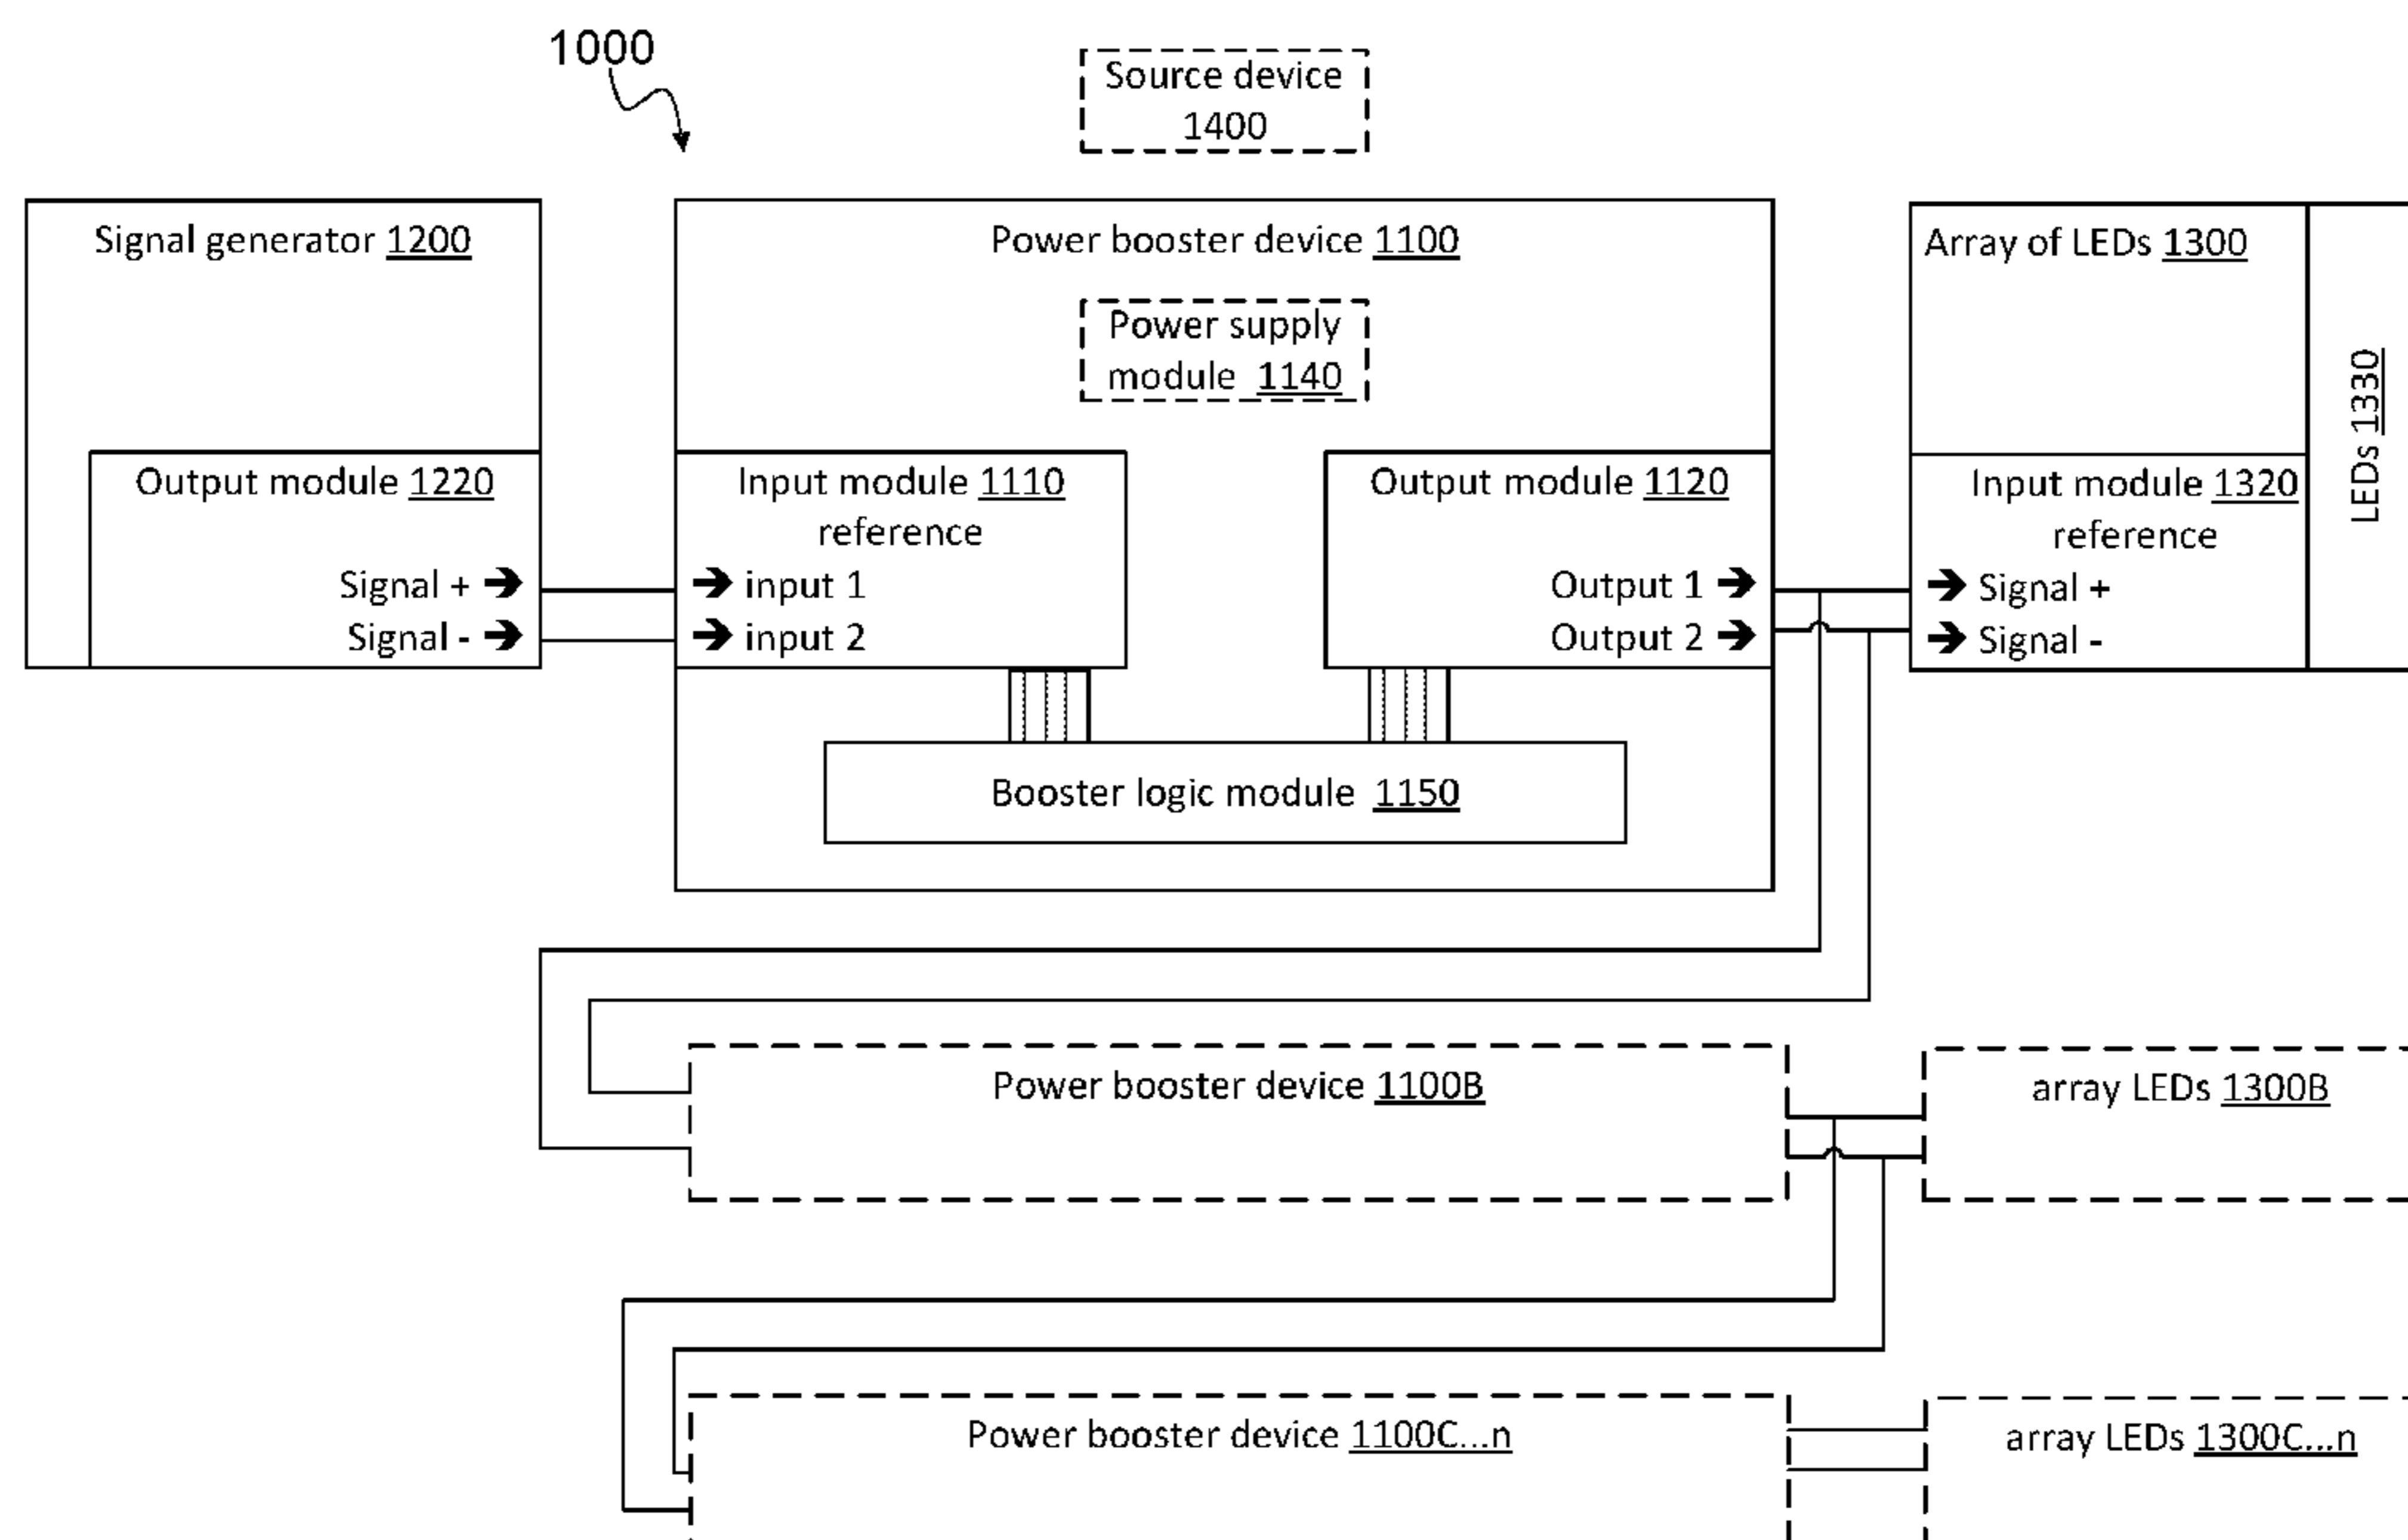 1000
Source device
1400
Signal generator 1200
Power booster device 1100
Array of LEDs 1300
Power supply
module 1140
LEDs 1330
Output module 1220
Input module 1110
reference
Output module 1120
Input module 1320
reference
Signal + ➔
➔ input 1
Output 1 ➔
➔ Signal +
Signal - ➔
➔ input 2
Output 2 ➔
➔ Signal -
Booster logic module 1150
Power booster device 1100B
array LEDs 1300B
Power booster device 1100C...n
array LEDs 1300C...n